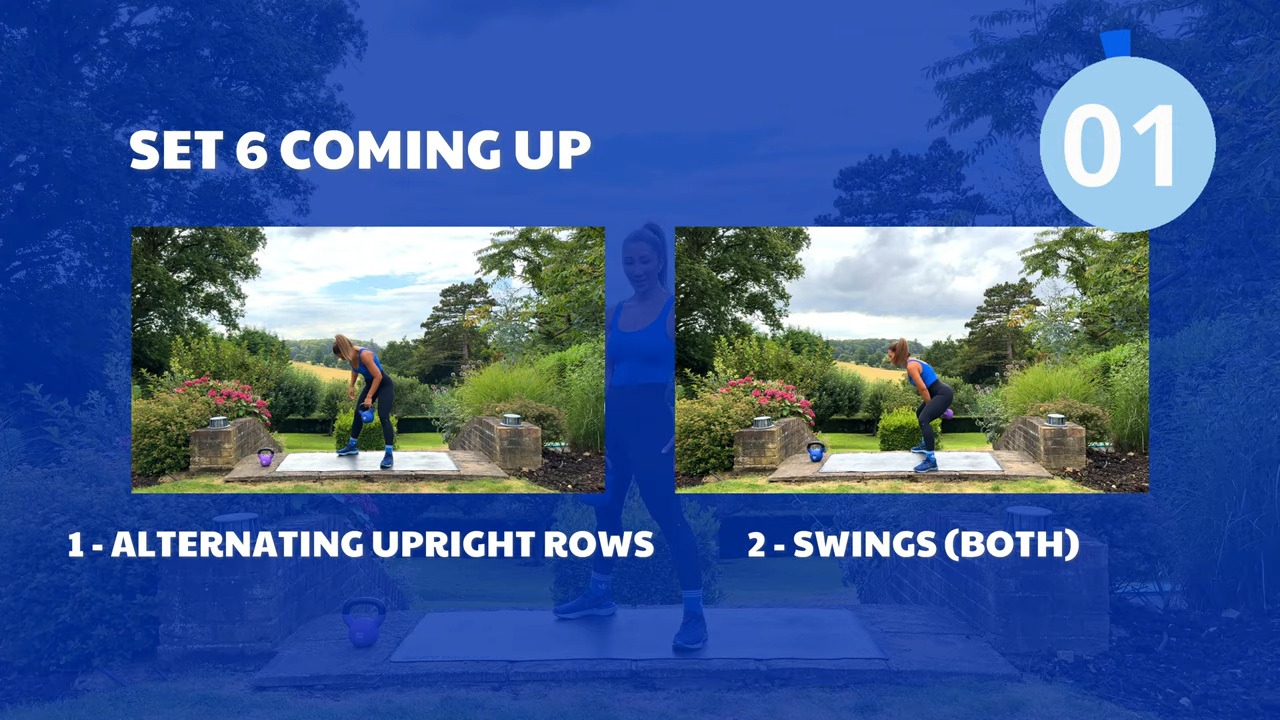 SET 6 COMING UP
01
1 - ALTERNATING UPRIGHT ROWS
2 - SWINGS (BOTH)